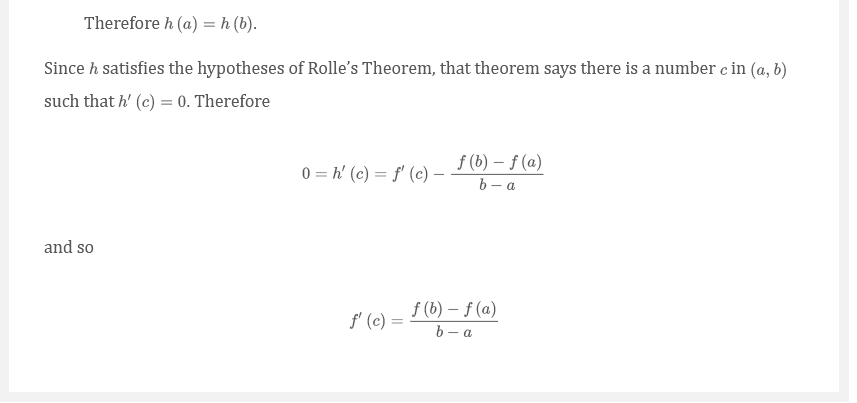 Therefore h (a) = h (b).
Since h satisfies the hypotheses of Rolle’s Theorem, that theorem says there is a number c in (a, b)
such that h′ (c) = 0. Therefore
0 = h′ (c) = f′ (c) − \frac{f (b) − f (a)}{b − a}
and so
f′ (c) = \frac{f (b) − f (a)}{b − a}